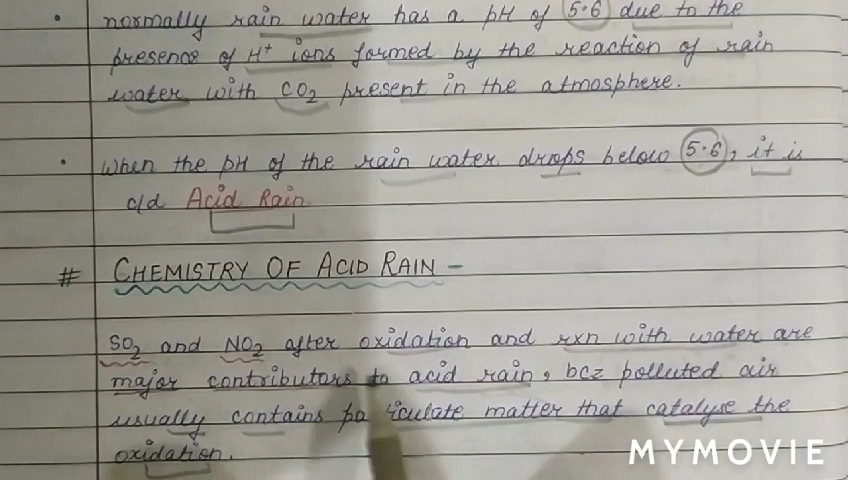 • normally rain water has a pH of 5.6 due to the
presence of H⁺ ions formed by the reaction of rain
water with CO₂ present in the atmosphere.
• when the pH of the rain water drops below 5.6, it is
c/d Acid Rain.
# CHEMISTRY OF ACID RAIN -
SO₂ and NO₂ after oxidation and rxn with water are
major contributors to acid rain, bcz polluted air
usually contains pa iculate matter that catalyse the
oxidation.
MYMOVIE